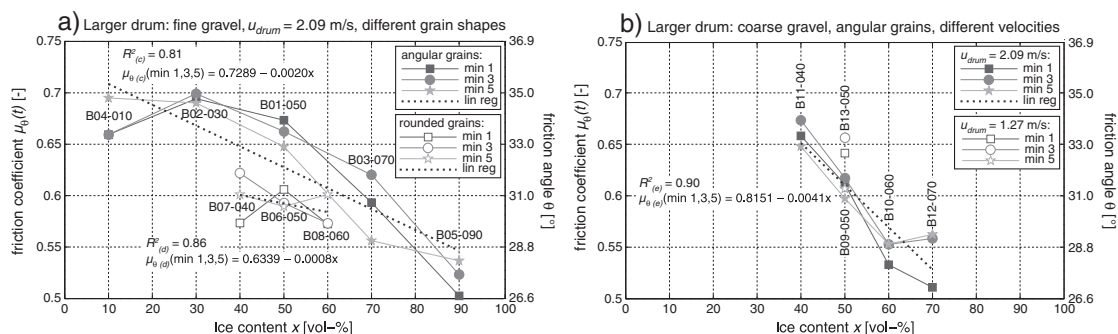 a) Larger drum: fine gravel, u_drum = 2.09 m/s, different grain shapes
0.75
0.7
0.65
0.6
0.55
0.5
friction coefficient μ_θ(t) [-]
R²_(c) = 0.81
μ_θ (c)(min 1,3,5) = 0.7289 − 0.0020x
B04-010
B02-030
B01-050
B03-070
B07-040
B06-050
B08-060
B05-090
R²_(d) = 0.86
μ_θ (d)(min 1,3,5) = 0.6339 − 0.0008x
angular grains:
min 1
min 3
min 5
lin reg
rounded grains:
min 1
min 3
min 5
lin reg
36.9
35.0
33.0
31.0
28.8
26.6
friction angle θ [°]
0 10 20 30 40 50 60 70 80 90 100
Ice content x [vol−%]
b) Larger drum: coarse gravel, angular grains, different velocities
0.75
0.7
0.65
0.6
0.55
0.5
friction coefficient μ_θ(t) [-]
R²_(e) = 0.90
μ_θ (e)(min 1,3,5) = 0.8151 − 0.0041x
B11-040
B13-050
B09-050
B10-060
B12-070
u_drum = 2.09 m/s:
min 1
min 3
min 5
lin reg
u_drum = 1.27 m/s:
min 1
min 3
min 5
36.9
35.0
33.0
31.0
28.8
26.6
friction angle θ [°]
0 10 20 30 40 50 60 70 80 90 100
Ice content x [vol−%]